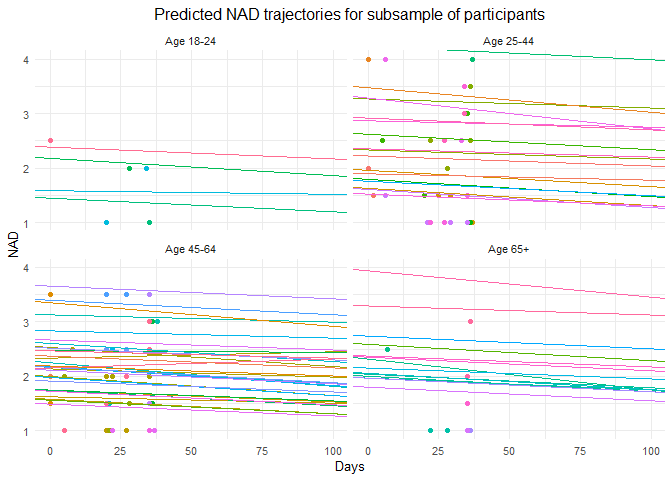 Predicted NAD trajectories for subsample of participants
Age 18-24
Age 25-44
4
3
2
1
Age 45-64
Age 65+
4
3
2
1
NAD
0
25
50
75
100
0
25
50
75
100
Days